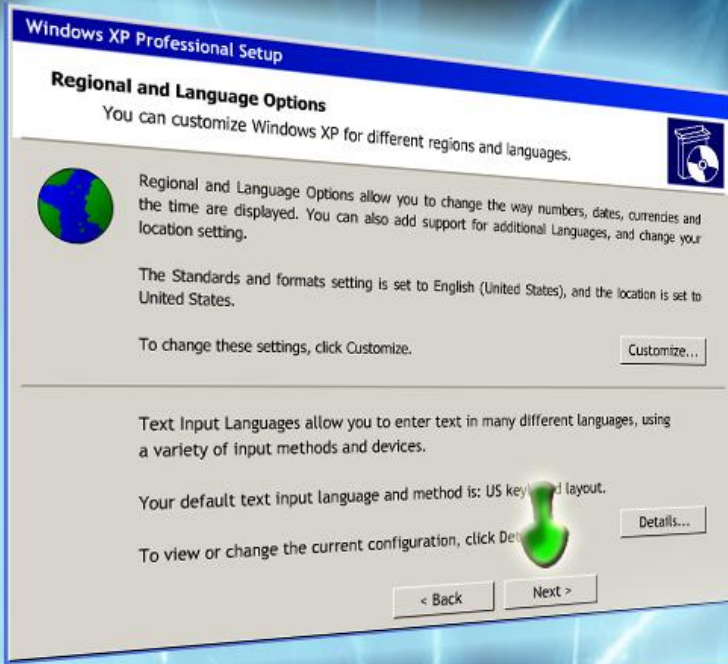 Windows XP Professional Setup
Regional and Language Options
You can customize Windows XP for different regions and languages.
Regional and Language Options allow you to change the way numbers, dates, currencies and
the time are displayed. You can also add support for additional Languages, and change your
location setting.
The Standards and formats setting is set to English (United States), and the location is set to
United States.
To change these settings, click Customize.
Customize...
Text Input Languages allow you to enter text in many different languages, using
a variety of input methods and devices.
Your default text input language and method is: US layout.
To view or change the current configuration, click
Details...
< Back
Next >